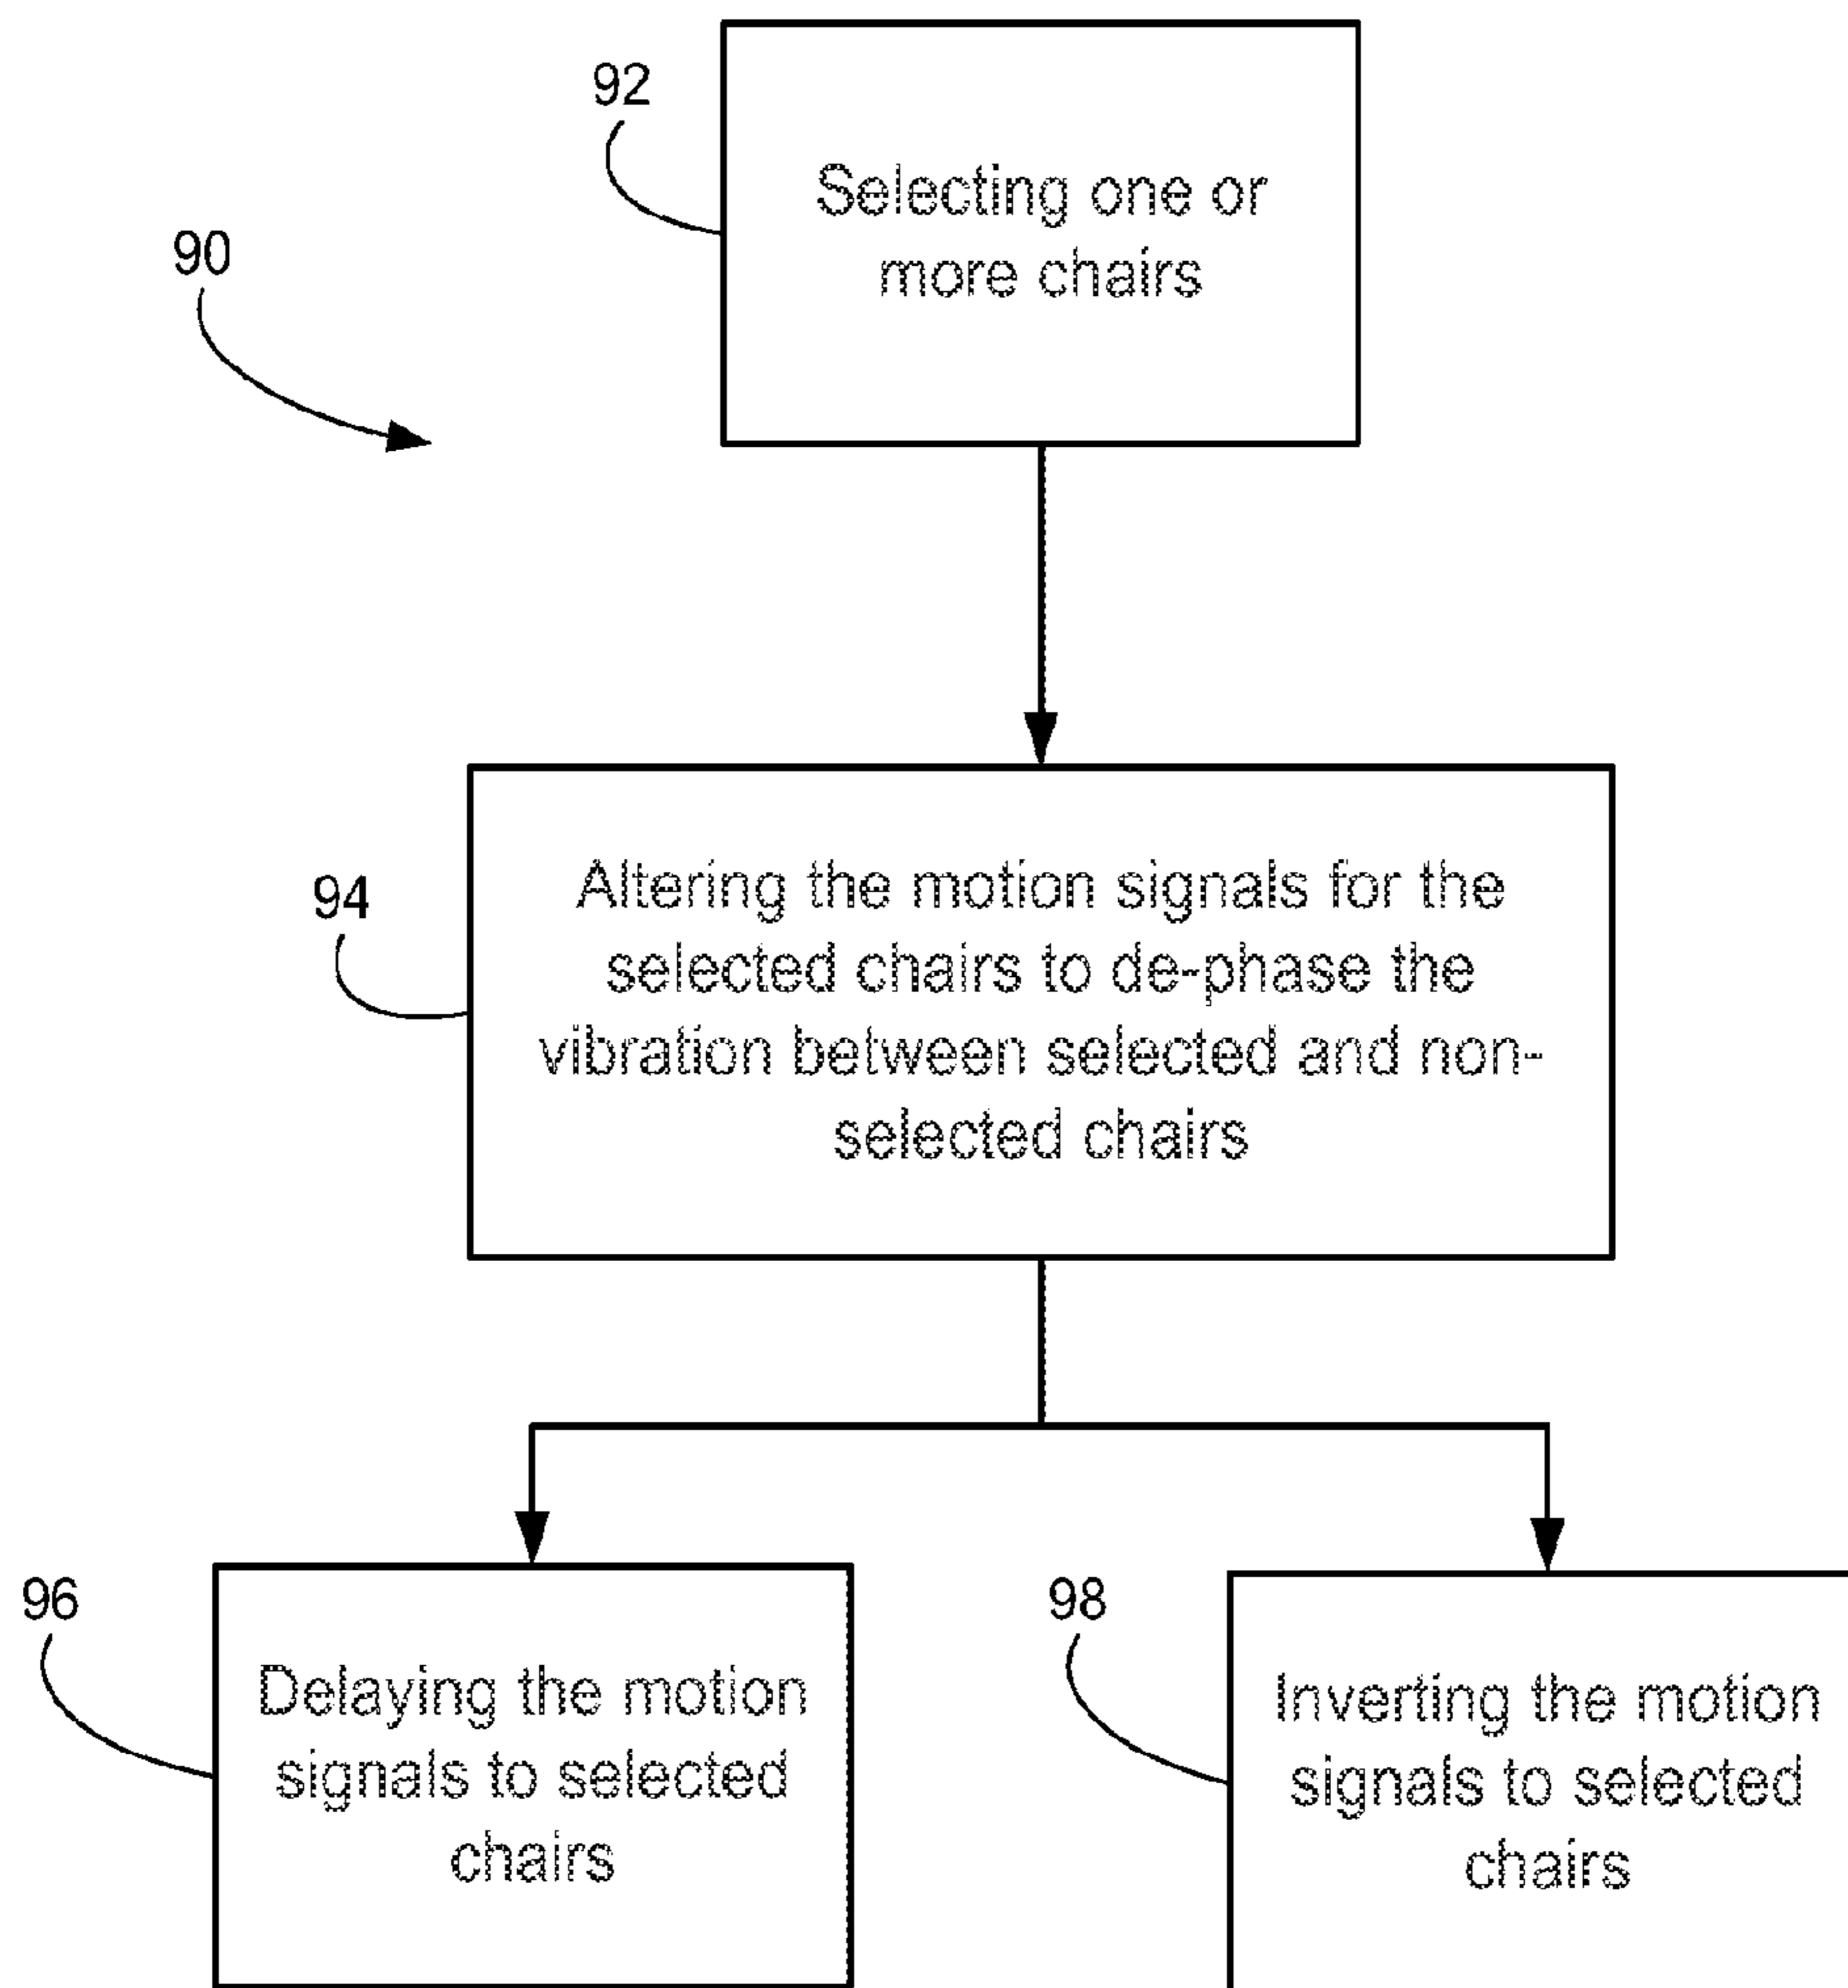 92
Selecting one or
more chairs
90
94
Altering the motion signals for the
selected chairs to de-phase the
vibration between selected and non-
selected chairs
96
Delaying the motion
signals to selected
chairs
98
Inverting the motion
signals to selected
chairs